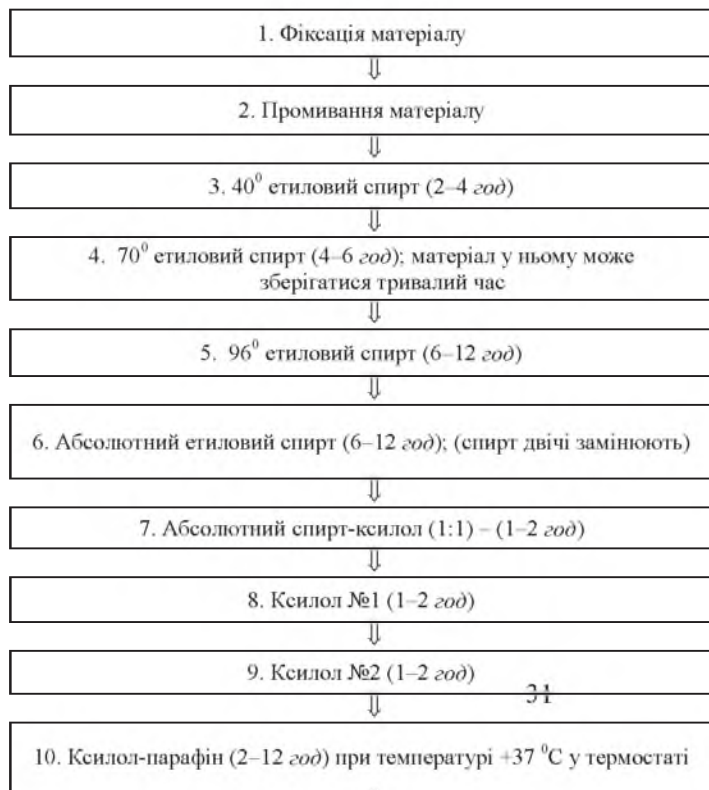 1. Фіксація матеріалу
⇓
2. Промивання матеріалу
⇓
3. 40⁰ етиловий спирт (2–4 год)
⇓
4. 70⁰ етиловий спирт (4–6 год); матеріал у ньому може
зберігатися тривалий час
⇓
5. 96⁰ етиловий спирт (6–12 год)
⇓
6. Абсолютний етиловий спирт (6–12 год); (спирт двічі замінюють)
⇓
7. Абсолютний спирт-ксилол (1:1) – (1–2 год)
⇓
8. Ксилол №1 (1–2 год)
⇓
9. Ксилол №2 (1–2 год)
31
⇓
10. Ксилол-парафін (2–12 год) при температурі +37 ⁰С у термостаті